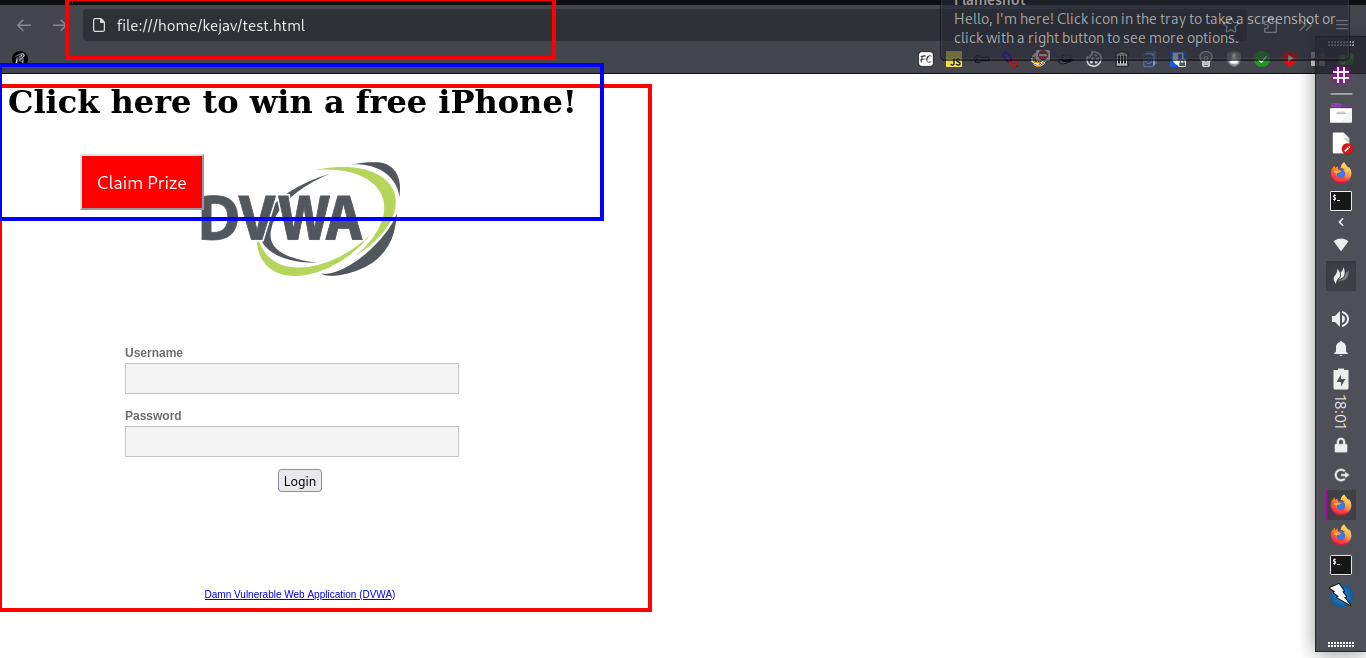 Flameshot
file:///home/kejav/test.html
Hello, I'm here! Click icon in the tray to take a screenshot or
click with a right button to see more options.
FC
JS
Click here to win a free iPhone!
Claim Prize
DVWA
Username
Password
Login
Damn Vulnerable Web Application (DVWA)
18:01